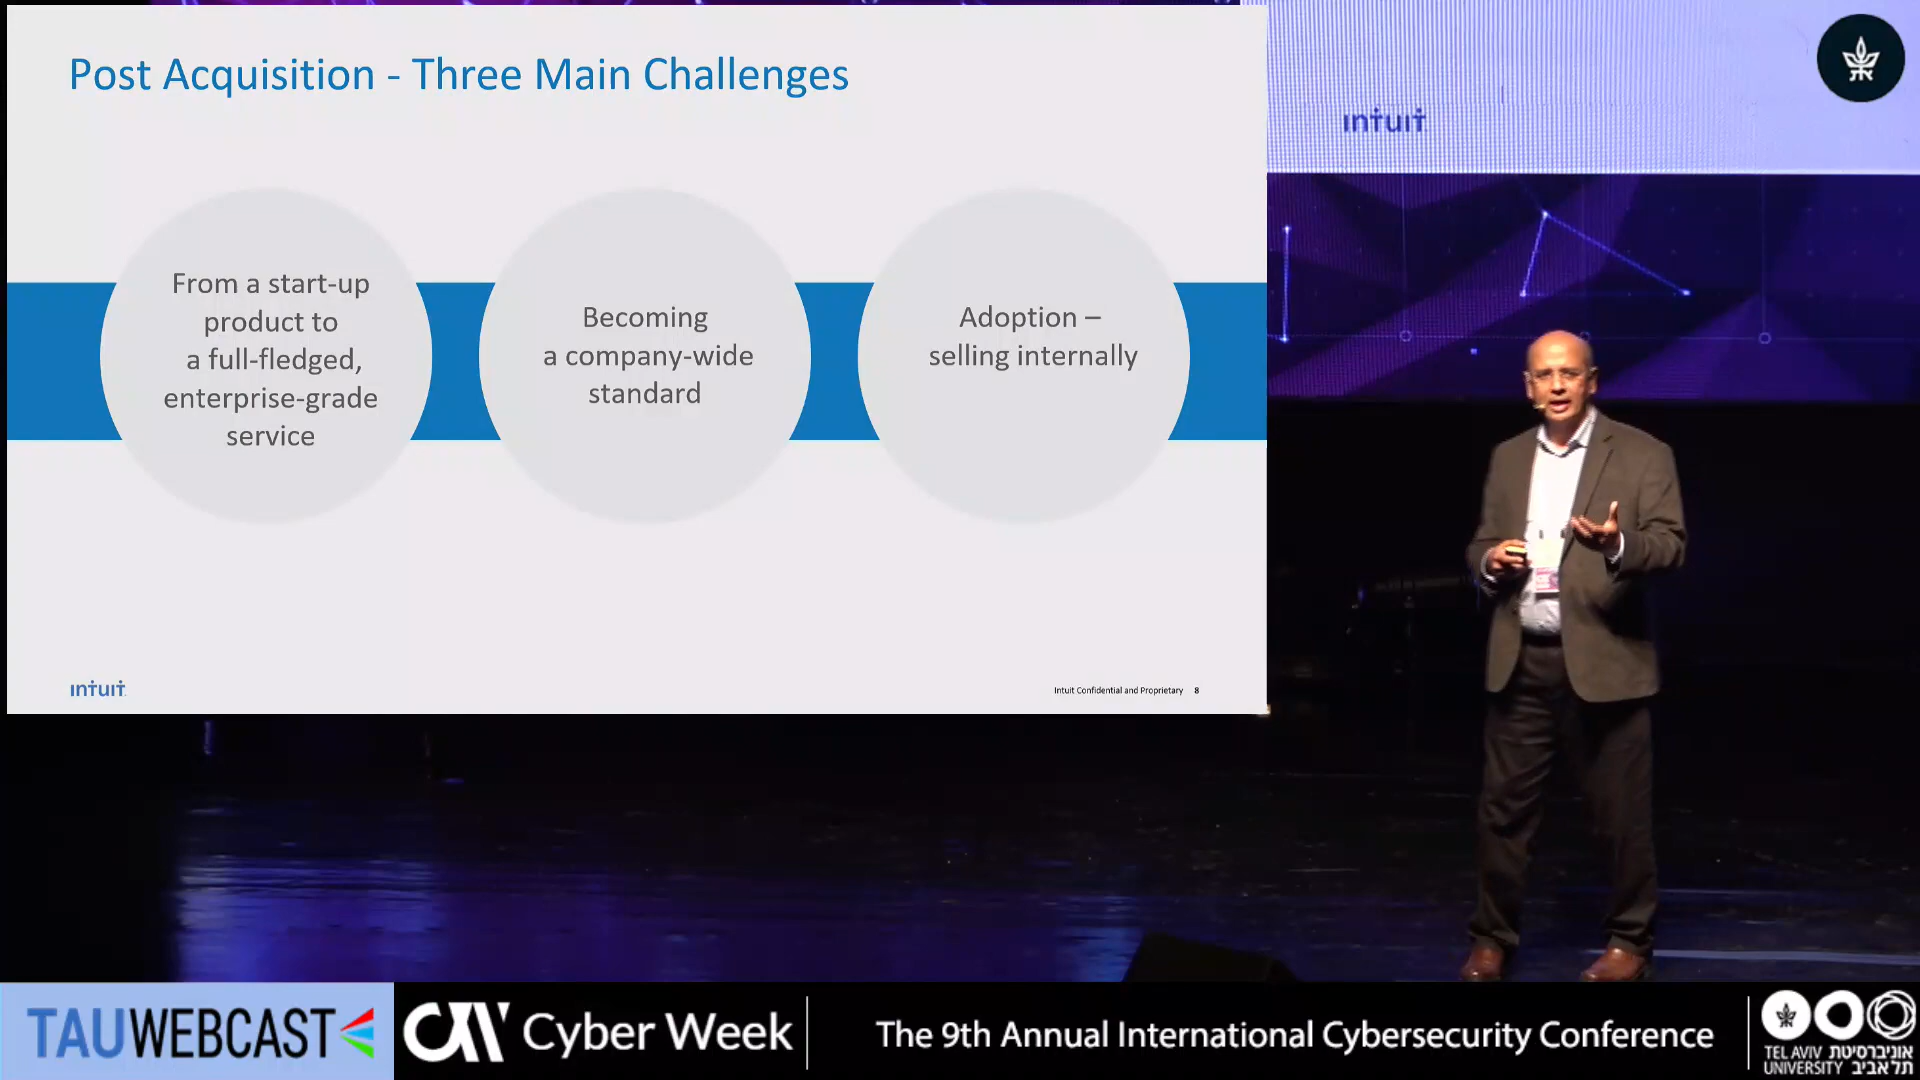 Post Acquisition - Three Main Challenges
From a start-up
product to
a full-fledged,
enterprise-grade
service
Becoming
a company-wide
standard
Adoption –
selling internally
intuit
Intuit Confidential and Proprietary 8
intuit
TAUWEBCAST
Cyber Week
The 9th Annual International Cybersecurity Conference
TEL AVIV אוניברסיטת
UNIVERSITY תל אביב